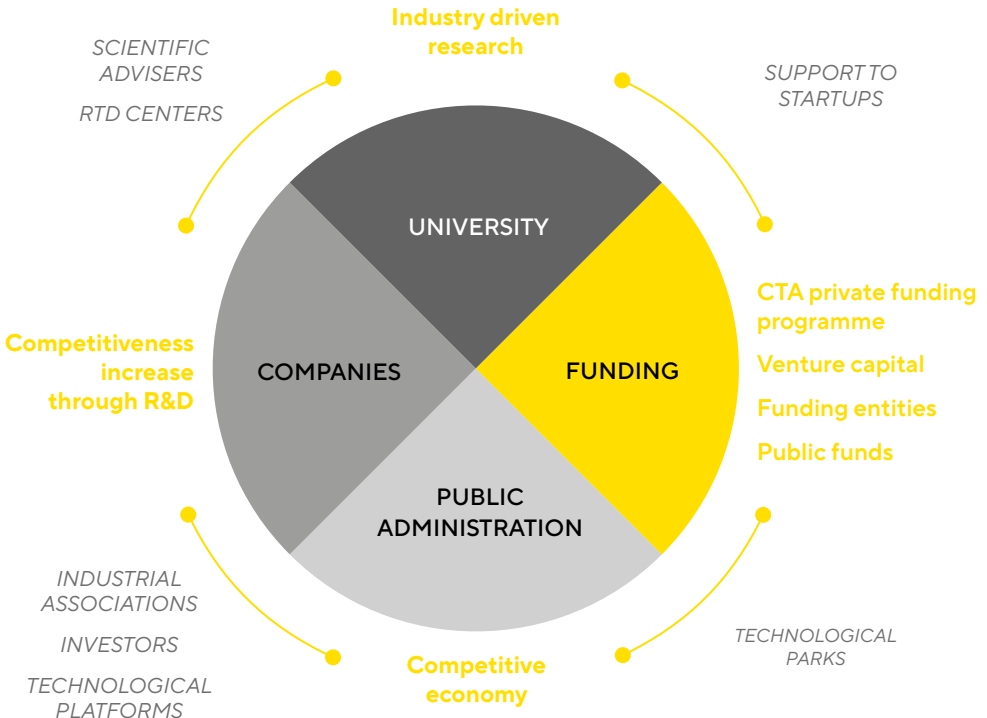 Industry driven
research
SCIENTIFIC
ADVISERS
RTD CENTERS
SUPPORT TO
STARTUPS
UNIVERSITY
CTA private funding
programme
Venture capital
Funding entities
Public funds
Competitiveness
increase
through R&D
COMPANIES
FUNDING
PUBLIC
ADMINISTRATION
INDUSTRIAL
ASSOCIATIONS
INVESTORS
TECHNOLOGICAL
PLATFORMS
Competitive
economy
TECHNOLOGICAL
PARKS